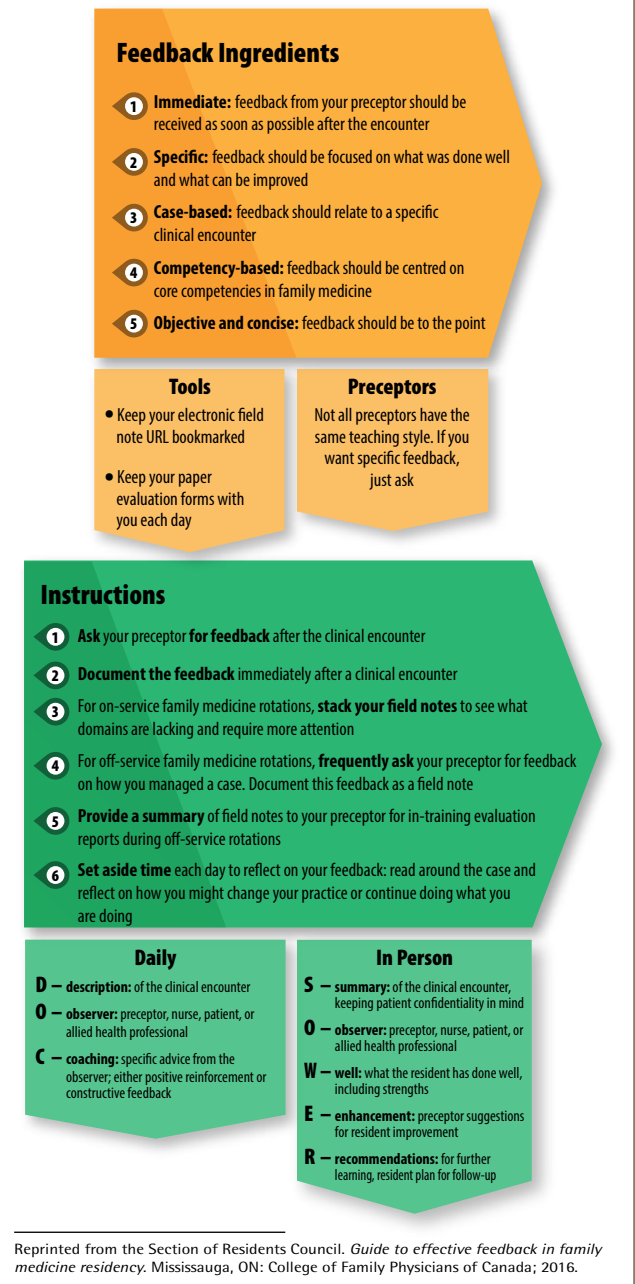 Feedback Ingredients
1 Immediate: feedback from your preceptor should be
received as soon as possible after the encounter
2 Specific: feedback should be focused on what was done well
and what can be improved
3 Case-based: feedback should relate to a specific
clinical encounter
4 Competency-based: feedback should be centred on
core competencies in family medicine
5 Objective and concise: feedback should be to the point
Tools
• Keep your electronic field
note URL bookmarked
• Keep your paper
evaluation forms with
you each day
Preceptors
Not all preceptors have the
same teaching style. If you
want specific feedback,
just ask
Instructions
1 Ask your preceptor for feedback after the clinical encounter
2 Document the feedback immediately after a clinical encounter
3 For on-service family medicine rotations, stack your field notes to see what
domains are lacking and require more attention
4 For off-service family medicine rotations, frequently ask your preceptor for feedback
on how you managed a case. Document this feedback as a field note
5 Provide a summary of field notes to your preceptor for in-training evaluation
reports during off-service rotations
6 Set aside time each day to reflect on your feedback: read around the case and
reflect on how you might change your practice or continue doing what you
are doing
Daily
D – description: of the clinical encounter
O – observer: preceptor, nurse, patient, or
allied health professional
C – coaching: specific advice from the
observer; either positive reinforcement or
constructive feedback
In Person
S – summary: of the clinical encounter,
keeping patient confidentiality in mind
O – observer: preceptor, nurse, patient, or
allied health professional
W – well: what the resident has done well,
including strengths
E – enhancement: preceptor suggestions
for resident improvement
R – recommendations: for further
learning, resident plan for follow-up
Reprinted from the Section of Residents Council. Guide to effective feedback in family
medicine residency. Mississauga, ON: College of Family Physicians of Canada; 2016.